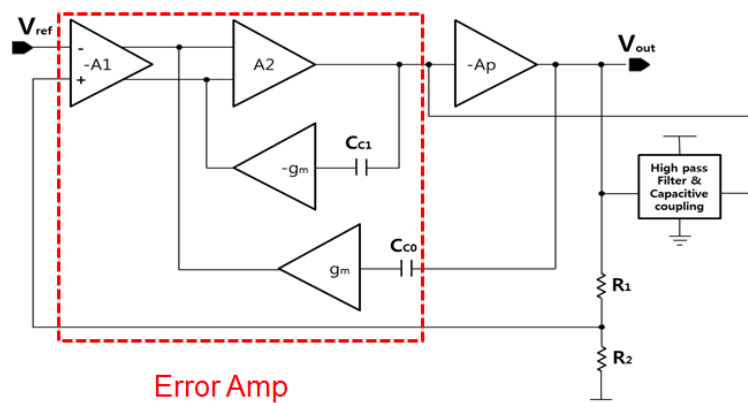 Vref
Vout
-
-A1
+
A2
-Ap
CC1
-gm
High pass
Filter &
Capacitive
coupling
CC0
gm
R1
R2
Error Amp